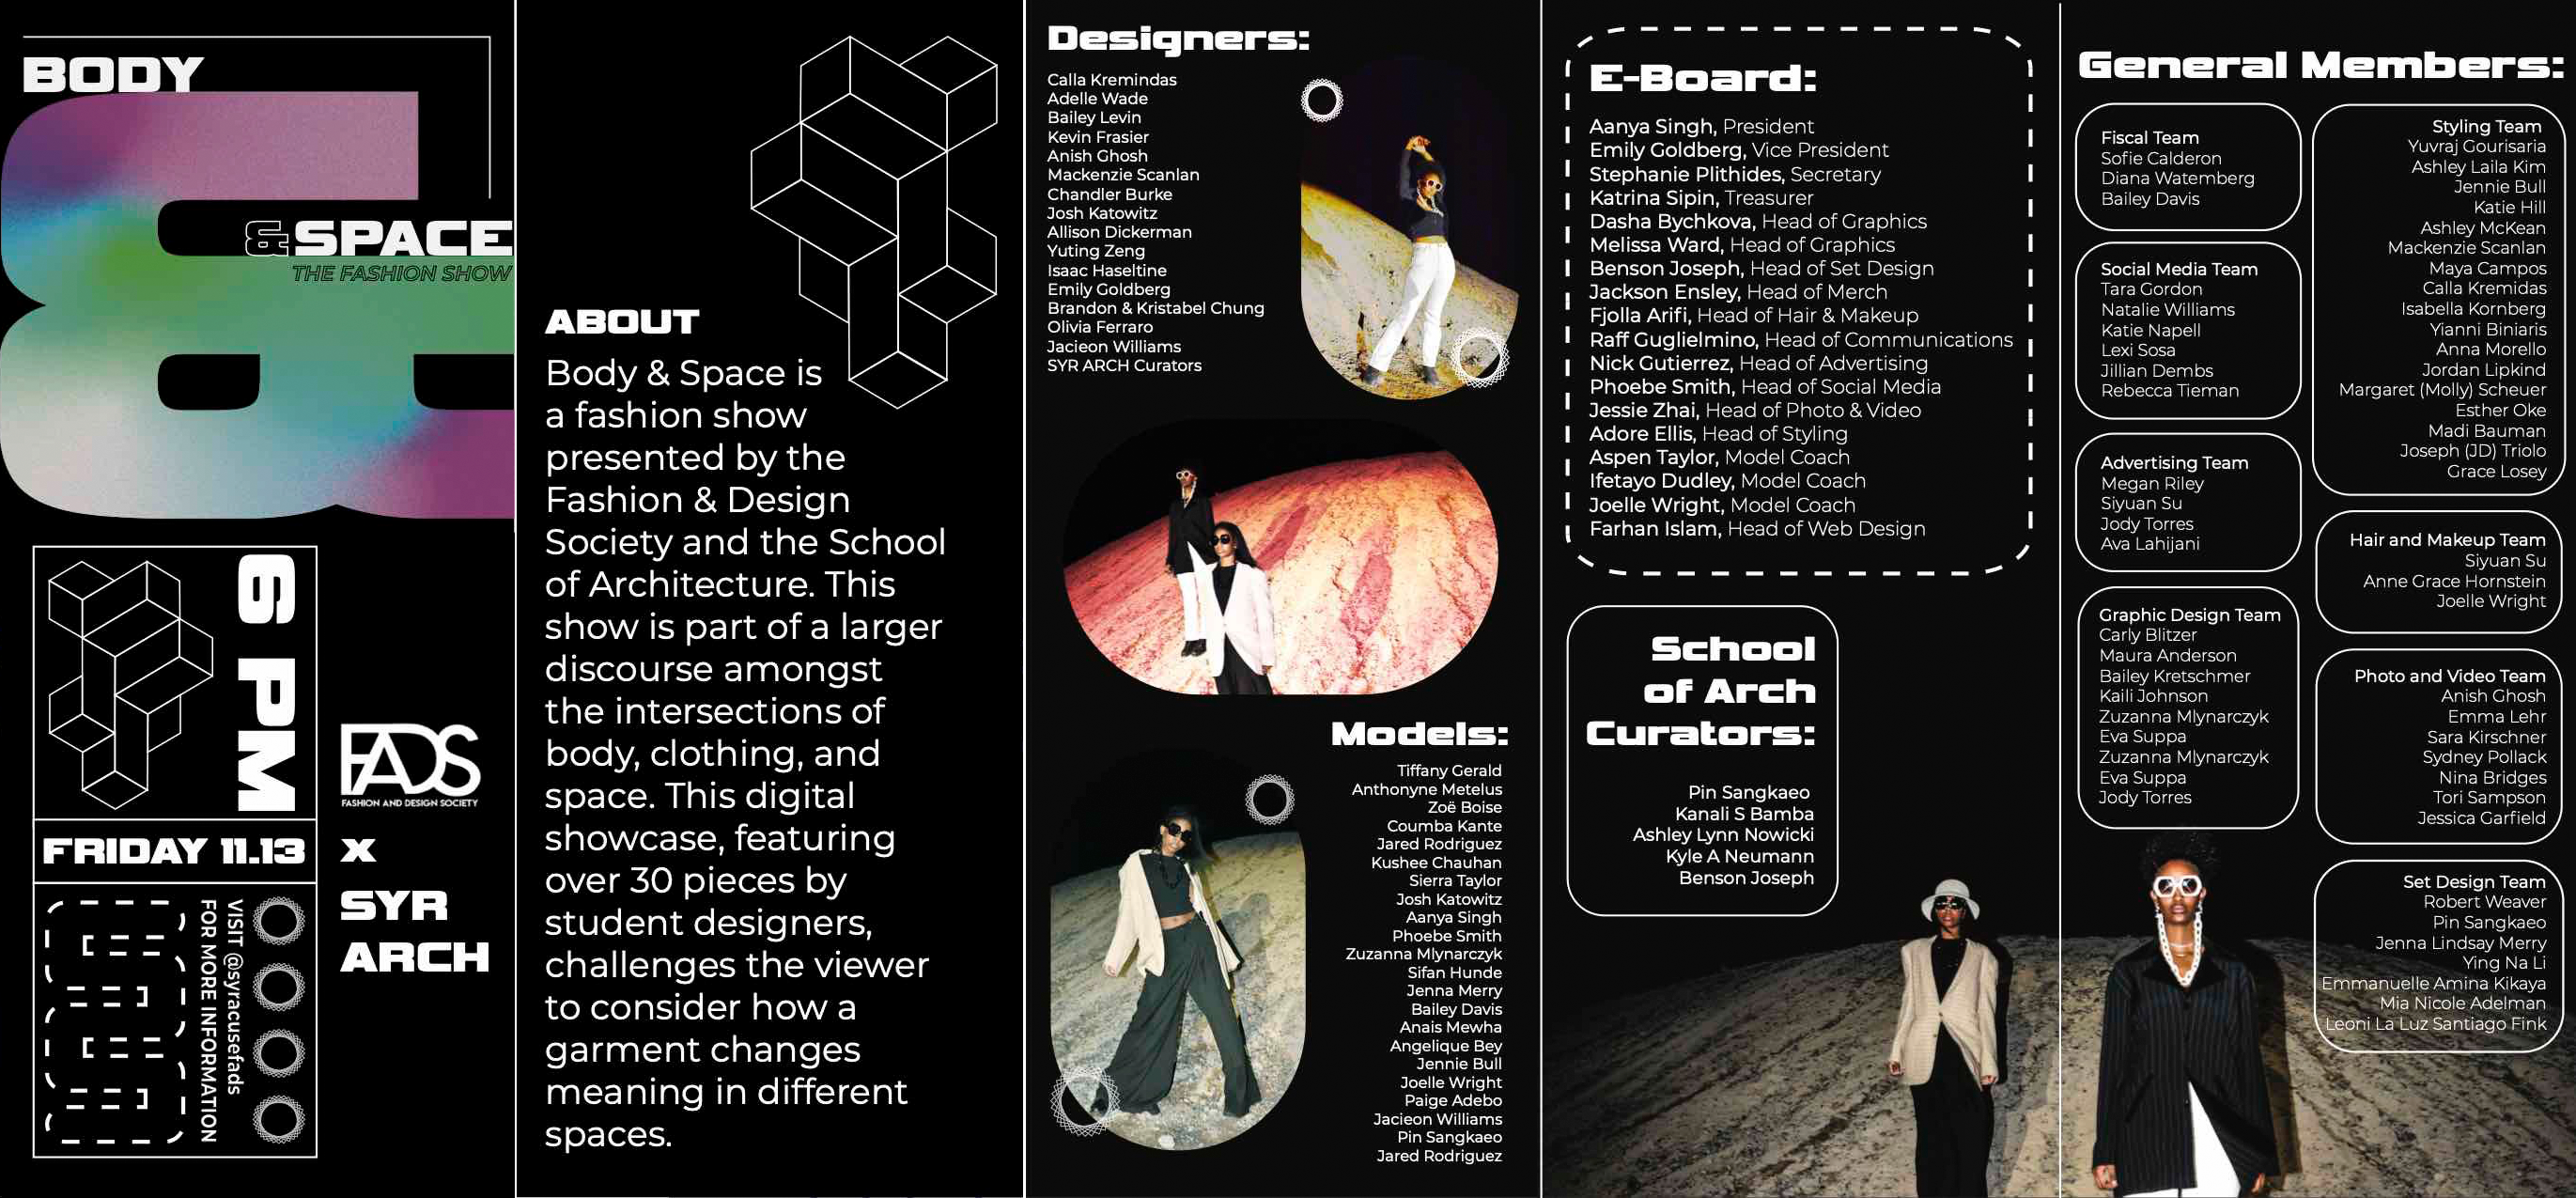 BODY
&SPACE
THE FASHION SHOW
6 PM
FRIDAY 11.13
VISIT @syracusefads
FOR MORE INFORMATION
FADS
FASHION AND DESIGN SOCIETY
X
SYR
ARCH
ABOUT
Body & Space is
a fashion show
presented by the
Fashion & Design
Society and the School
of Architecture. This
show is part of a larger
discourse amongst
the intersections of
body, clothing, and
space. This digital
showcase, featuring
over 30 pieces by
student designers,
challenges the viewer
to consider how a
garment changes
meaning in different
spaces.
Designers:
Calla Kremindas
Adelle Wade
Bailey Levin
Kevin Frasier
Anish Ghosh
Mackenzie Scanlan
Chandler Burke
Josh Katowitz
Allison Dickerman
Yuting Zeng
Isaac Haseltine
Emily Goldberg
Brandon & Kristabel Chung
Olivia Ferraro
Jacieon Williams
SYR ARCH Curators
Models:
Tiffany Gerald
Anthonyne Metelus
Zoë Boise
Coumba Kante
Jared Rodriguez
Kushee Chauhan
Sierra Taylor
Josh Katowitz
Aanya Singh
Phoebe Smith
Zuzanna Mlynarczyk
Sifan Hunde
Jenna Merry
Bailey Davis
Anais Mewha
Angelique Bey
Jennie Bull
Joelle Wright
Paige Adebo
Jacieon Williams
Pin Sangkaeo
Jared Rodriguez
E-Board:
Aanya Singh, President
Emily Goldberg, Vice President
Stephanie Plithides, Secretary
Katrina Sipin, Treasurer
Dasha Bychkova, Head of Graphics
Melissa Ward, Head of Graphics
Benson Joseph, Head of Set Design
Jackson Ensley, Head of Merch
Fjolla Arifi, Head of Hair & Makeup
Raff Guglielmino, Head of Communications
Nick Gutierrez, Head of Advertising
Phoebe Smith, Head of Social Media
Jessie Zhai, Head of Photo & Video
Adore Ellis, Head of Styling
Aspen Taylor, Model Coach
Ifetayo Dudley, Model Coach
Joelle Wright, Model Coach
Farhan Islam, Head of Web Design
School
of Arch
Curators:
Pin Sangkaeo
Kanali S Bamba
Ashley Lynn Nowicki
Kyle A Neumann
Benson Joseph
General Members:
Fiscal Team
Sofie Calderon
Diana Watemberg
Bailey Davis
Social Media Team
Tara Gordon
Natalie Williams
Katie Napell
Lexi Sosa
Jillian Dembs
Rebecca Tieman
Advertising Team
Megan Riley
Siyuan Su
Jody Torres
Ava Lahijani
Graphic Design Team
Carly Blitzer
Maura Anderson
Bailey Kretschmer
Kaili Johnson
Zuzanna Mlynarczyk
Eva Suppa
Zuzanna Mlynarczyk
Eva Suppa
Jody Torres
Styling Team
Yuvraj Gourisaria
Ashley Laila Kim
Jennie Bull
Katie Hill
Ashley McKean
Mackenzie Scanlan
Maya Campos
Calla Kremidas
Isabella Kornberg
Yianni Biniaris
Anna Morello
Jordan Lipkind
Margaret (Molly) Scheuer
Esther Oke
Madi Bauman
Joseph (JD) Triolo
Grace Losey
Hair and Makeup Team
Siyuan Su
Anne Grace Hornstein
Joelle Wright
Photo and Video Team
Anish Ghosh
Emma Lehr
Sara Kirschner
Sydney Pollack
Nina Bridges
Tori Sampson
Jessica Garfield
Set Design Team
Robert Weaver
Pin Sangkaeo
Jenna Lindsay Merry
Ying Na Li
Emmanuelle Amina Kikaya
Mia Nicole Adelman
Leoni La Luz Santiago Fink